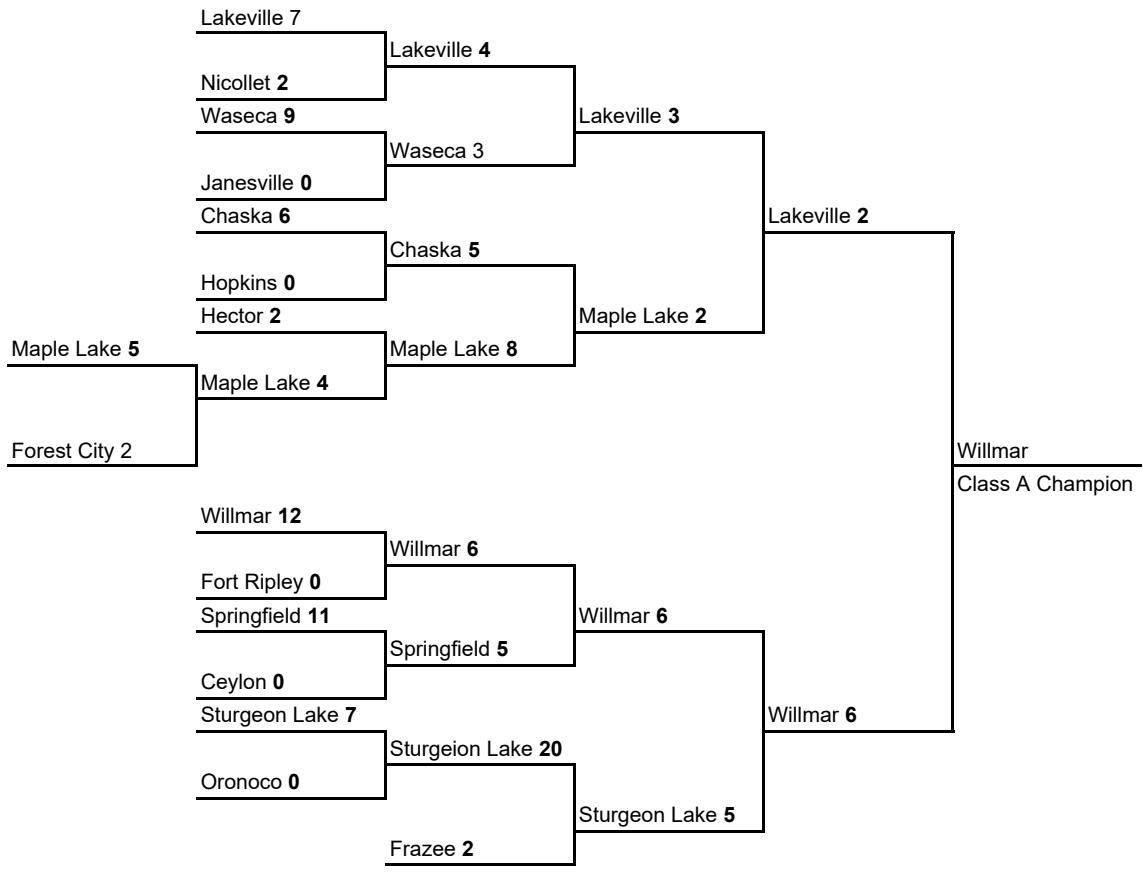 Lakeville 7
Lakeville 4
Nicollet 2
Waseca 9
Lakeville 3
Waseca 3
Janesville 0
Chaska 6
Lakeville 2
Chaska 5
Hopkins 0
Hector 2
Maple Lake 2
Maple Lake 5
Maple Lake 8
Maple Lake 4
Forest City 2
Willmar
Class A Champion
Willmar 12
Willmar 6
Fort Ripley 0
Springfield 11
Willmar 6
Springfield 5
Ceylon 0
Sturgeon Lake 7
Willmar 6
Sturgeion Lake 20
Oronoco 0
Sturgeon Lake 5
Frazee 2